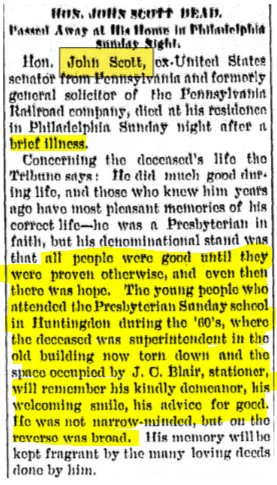 HON. JOHN SCOTT DEAD.
Passed Away at His Home in Philadelphia
Sunday Night.
Hon. John Scott, ex-United States
senator from Pennsylvania and formerly
general solicitor of the Pennsylvania
Railroad company, died at his residence
in Philadelphia Sunday night after a
brief illness.
Concerning the deceased's life the
Tribune says: He did much good dur-
ing life, and those who knew him years
ago have most pleasant memories of his
correct life—he was a Presbyterian in
faith, but his denominational stand was
that all people were good until they
were proven otherwise, and even then
there was hope. The young people who
attended the Presbyterian Sunday school
in Huntingdon during the '60's, where
the deceased was superintendent in the
old building now torn down and the
space occupied by J. C. Blair, stationer,
will remember his kindly demeanor, his
welcoming smile, his advice for good.
He was not narrow-minded, but on the
reverse was broad. His memory will be
kept fragrant by the many loving deeds
done by him.